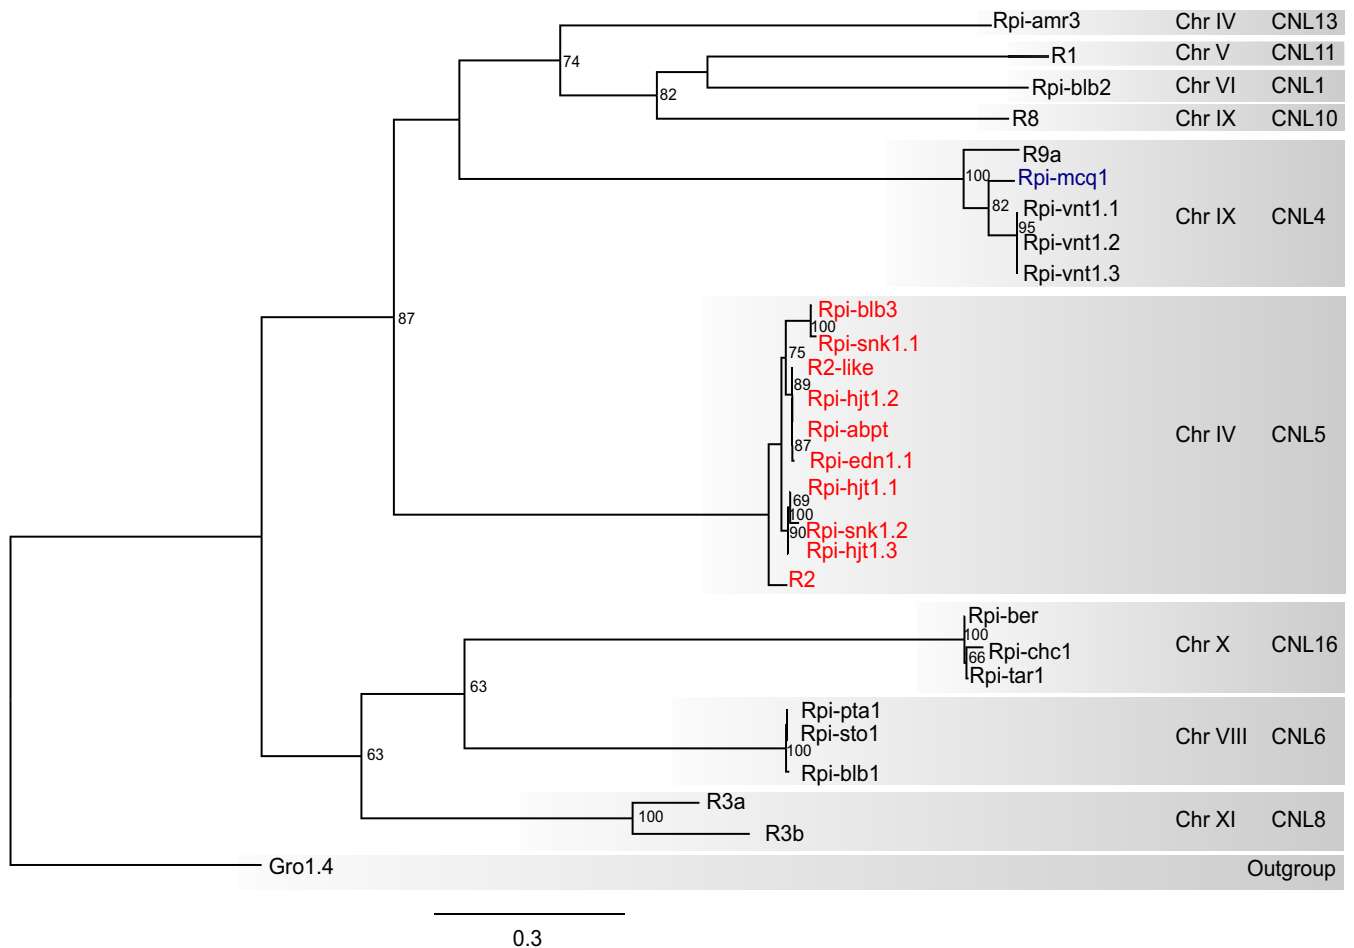 Rpi-amr3 Chr IV CNL13
R1 Chr V CNL11
74
Rpi-blb2 Chr VI CNL1
82
R8 Chr IX CNL10
R9a
100
Rpi-mcq1
82
Rpi-vnt1.1
Chr IX CNL4
95
Rpi-vnt1.2
Rpi-vnt1.3
Rpi-blb3
87
100
Rpi-snk1.1
75
R2-like
89
Rpi-hjt1.2
Rpi-abpt
Chr IV CNL5
87
Rpi-edn1.1
Rpi-hjt1.1
69
100
90
Rpi-snk1.2
Rpi-hjt1.3
R2
Rpi-ber
100
Rpi-chc1
Chr X CNL16
66
Rpi-tar1
63
Rpi-pta1
Rpi-sto1
Chr VIII CNL6
100
63
Rpi-blb1
R3a
100
Chr XI CNL8
R3b
Gro1.4
Outgroup
0.3